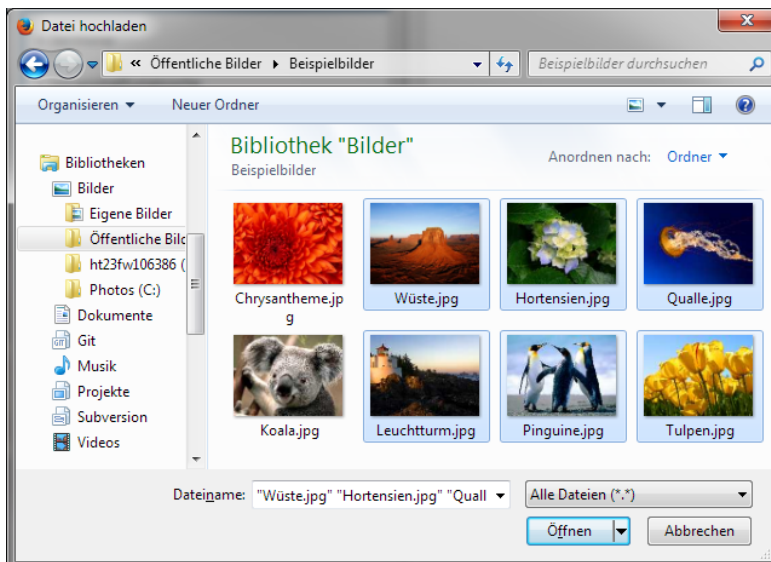 Datei hochladen
« Öffentliche Bilder ▸ Beispielbilder
Beispielbilder durchsuchen
Organisieren ▾ Neuer Ordner
Bibliotheken
Bilder
Eigene Bilder
Öffentliche Bild
ht23fw106386 (
Photos (C:)
Dokumente
Git
Musik
Projekte
Subversion
Videos
Bibliothek "Bilder"
Beispielbilder
Anordnen nach: Ordner ▾
Chrysantheme.jp
g
Wüste.jpg
Hortensien.jpg
Qualle.jpg
Koala.jpg
Leuchtturm.jpg
Pinguine.jpg
Tulpen.jpg
Dateiname: "Wüste.jpg" "Hortensien.jpg" "Quall
Alle Dateien (*.*)
Öffnen
Abbrechen